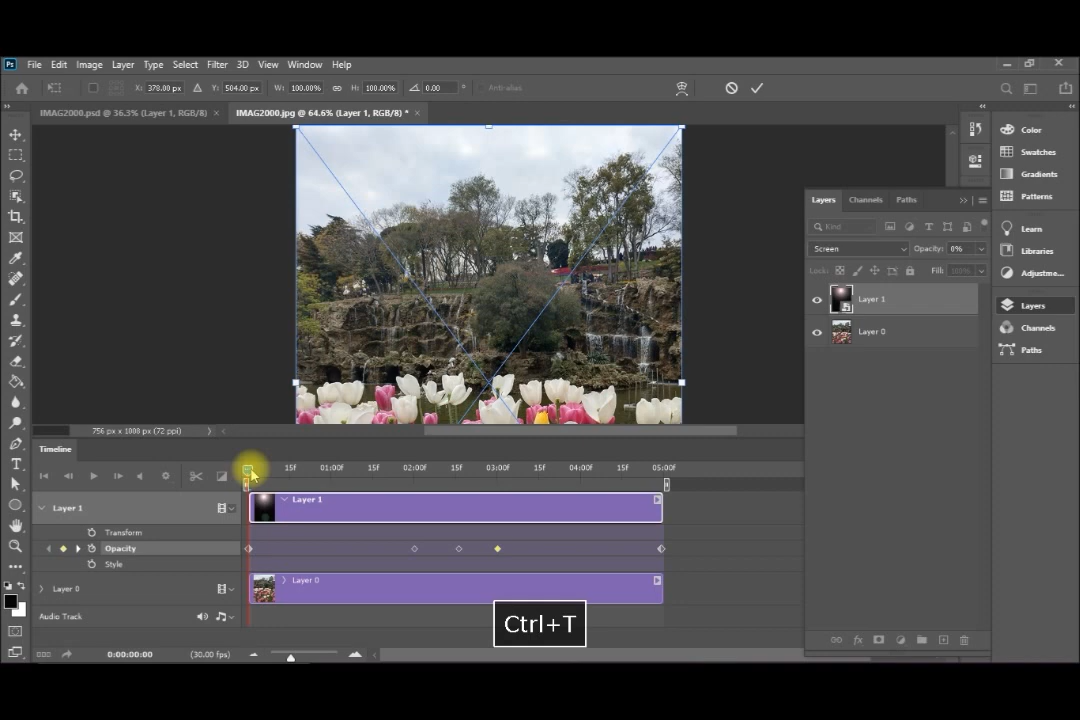 Ps File Edit Image Layer Type Select Filter 3D View Window Help
X: 378.00 px Y: 504.00 px W: 100.00% H: 100.00% 0.00 ° Anti-alias
IMAG2000.psd @ 36.3% (Layer 1, RGB/8) × IMAG2000.jpg @ 64.6% (Layer 1, RGB/8) * ×
Color
Swatches
Gradients
Patterns
Learn
Libraries
Adjustme...
Layers
Channels
Paths
Layers Channels Paths
Kind
Screen Opacity: 0%
Lock: Fill: 100%
Layer 1
Layer 0
756 px x 1008 px (72 ppi)
Timeline
15f 01:00f 15f 02:00f 15f 03:00f 15f 04:00f 15f 05:00f
Layer 1 Layer 1
Transform
Opacity
Style
Layer 0 Layer 0
Audio Track
Ctrl+T
0:00:00:00 (30.00 fps)